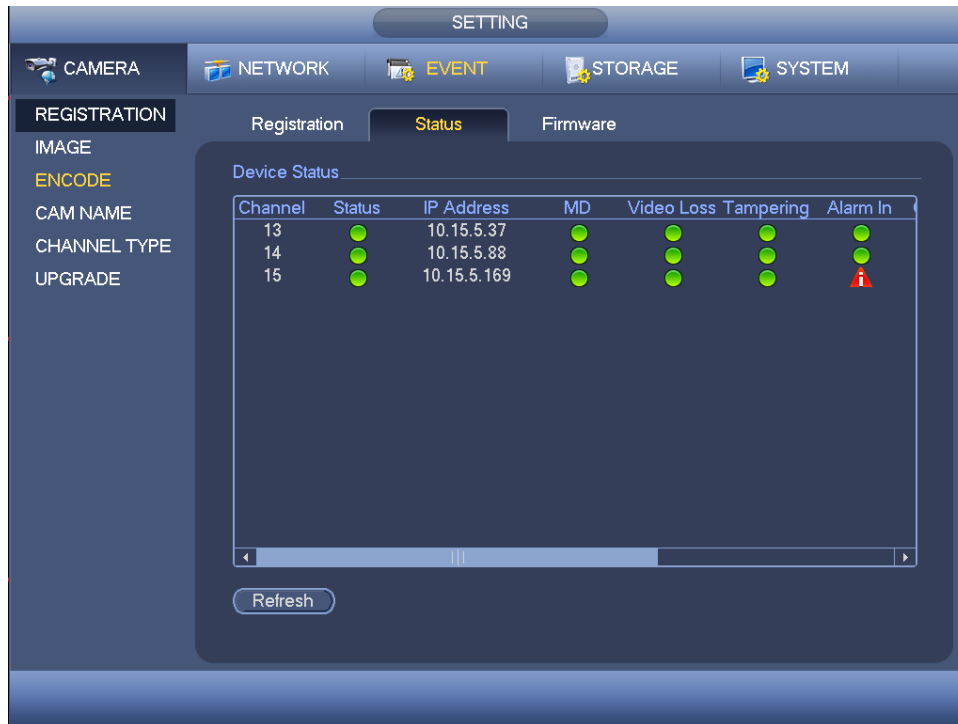 SETTING
CAMERA NETWORK EVENT STORAGE SYSTEM
REGISTRATION
IMAGE
ENCODE
CAM NAME
CHANNEL TYPE
UPGRADE
Registration Status Firmware
Device Status
Channel Status IP Address MD Video Loss Tampering Alarm In
13 10.15.5.37
14 10.15.5.88
15 10.15.5.169
Refresh